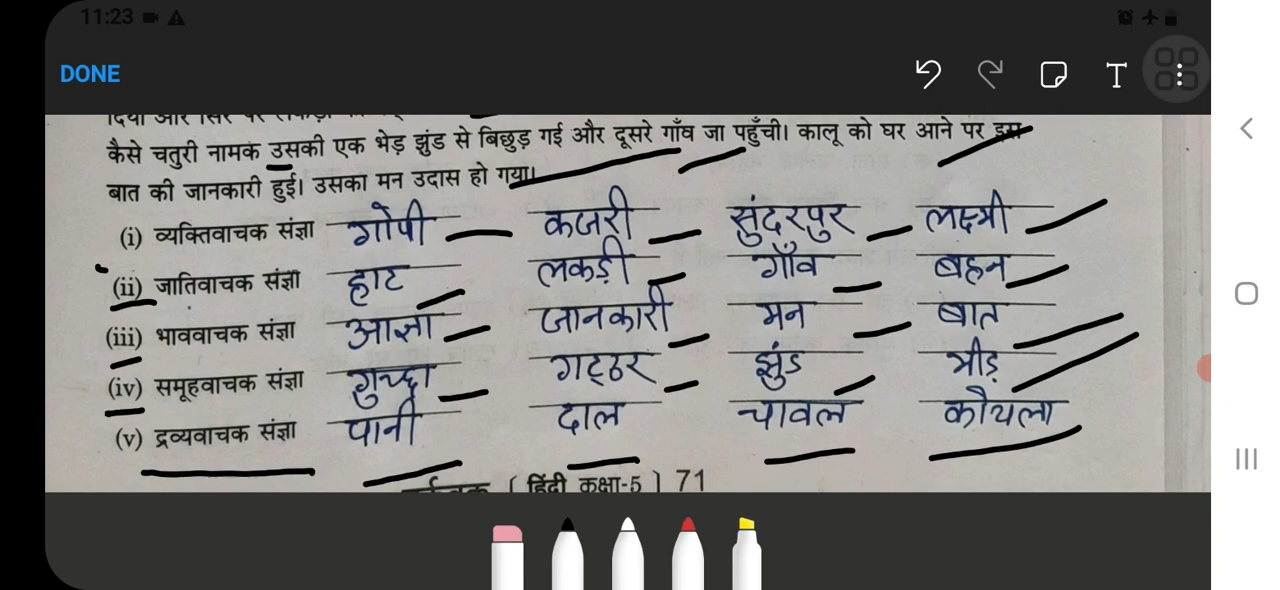 11:23
DONE
T
कैसे चतुरी नामक उसकी एक भेड़ झुंड से बिछुड़ गई और दूसरे गाँव जा पहुँची। कालू को घर आने पर इस
बात की जानकारी हुई। उसका मन उदास हो गया।
(i) व्यक्तिवाचक संज्ञा गोपी कजरी सुंदरपुर लक्ष्मी
(ii) जातिवाचक संज्ञा हाट लकड़ी गाँव बहन
(iii) भाववाचक संज्ञा आज्ञा जानकारी मन बात
(iv) समूहवाचक संज्ञा गुच्छा गट्ठर झुंड भीड़
(v) द्रव्यवाचक संज्ञा पानी दाल चावल कोयला
[ हिंदी कक्षा-5 ] 71